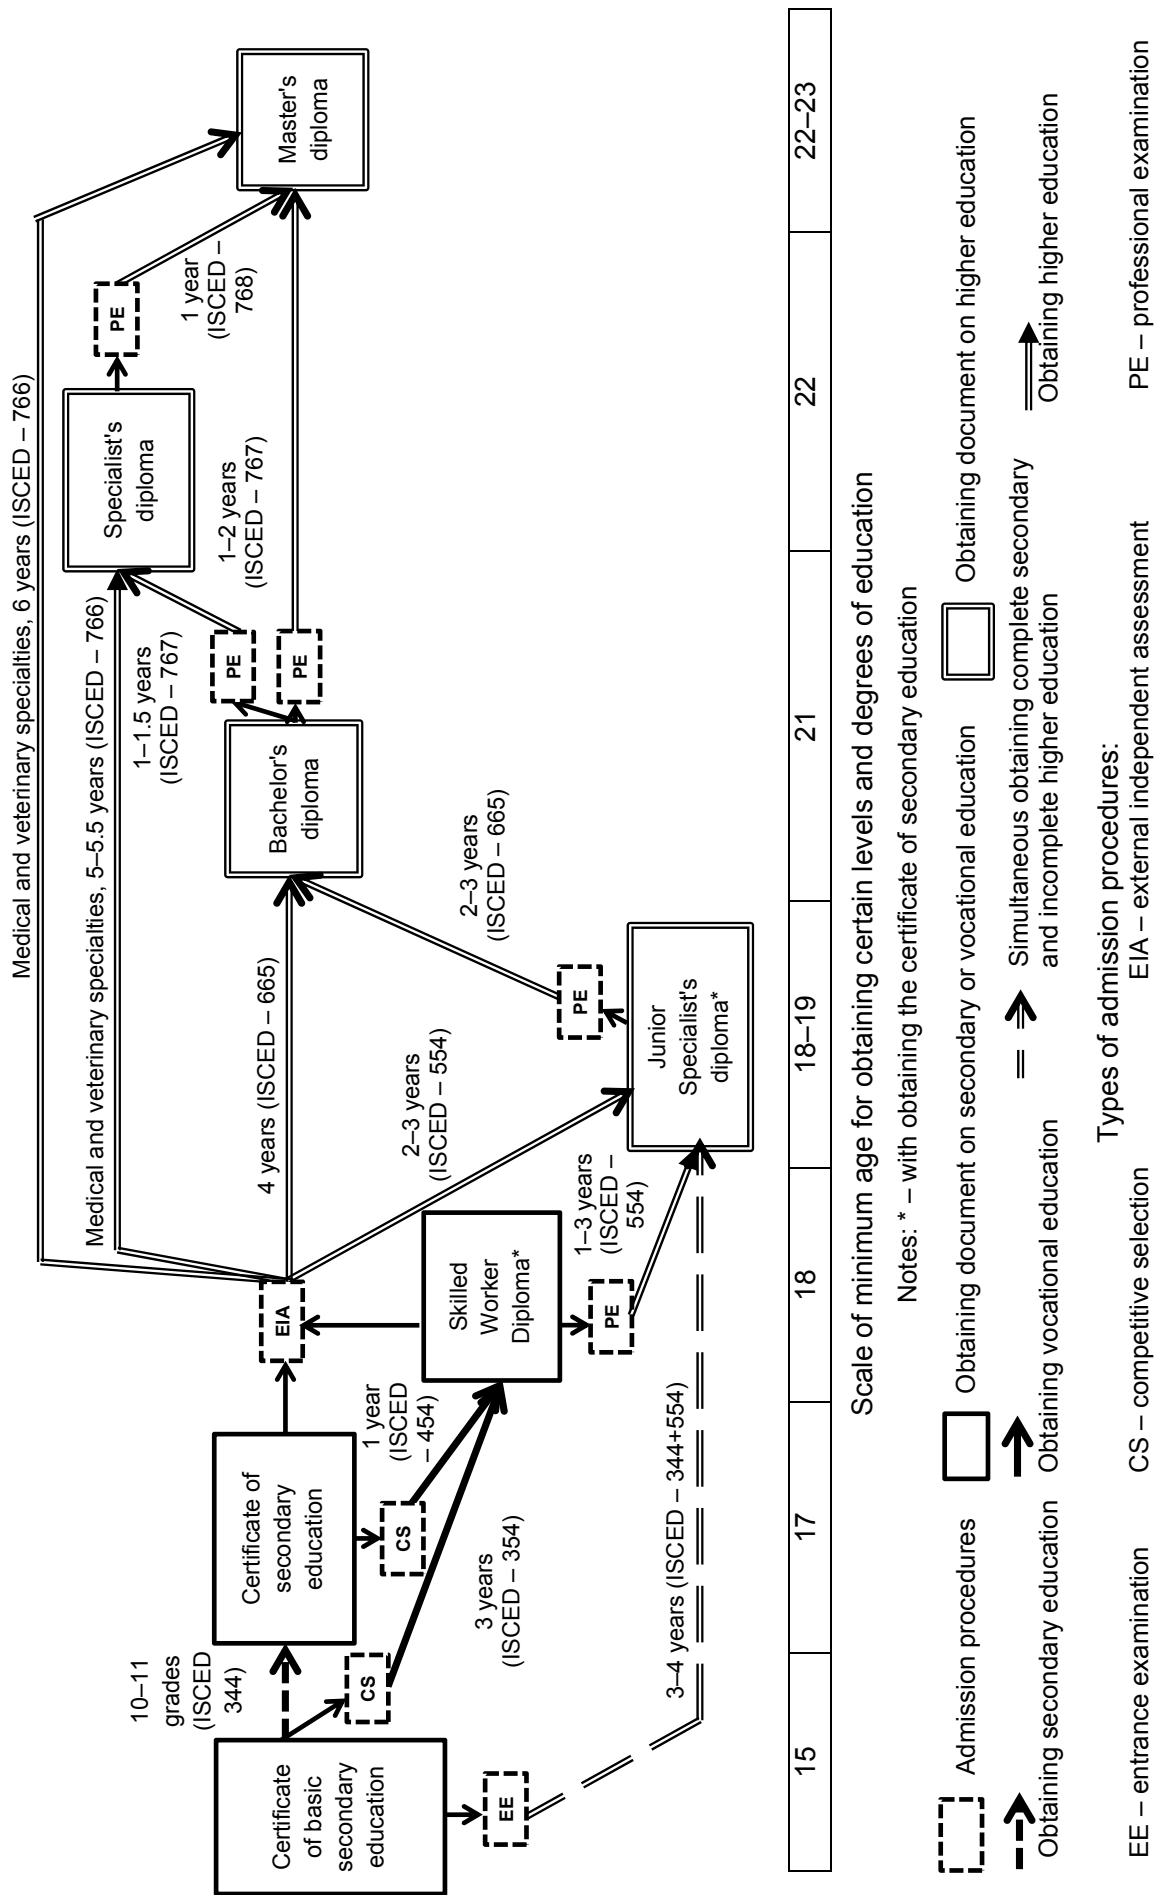 Medical and veterinary specialties, 6 years (ISCED – 766)
Medical and veterinary specialties, 5–5.5 years (ISCED – 766)
10–11
grades
(ISCED
344)
Certificate
of basic
secondary
education
Certificate of
secondary
education
EIA
4 years (ISCED – 665)
1–1.5 years
(ISCED – 767)
Specialist's
diploma
PE
1 year
(ISCED –
768)
PE
PE
1–2 years
(ISCED – 767)
Master's
diploma
Bachelor's
diploma
CS
CS
1 year
(ISCED
– 454)
3 years
(ISCED – 354)
Skilled
Worker
Diploma*
2–3 years
(ISCED – 554)
2–3 years
(ISCED – 665)
EE
PE
1–3 years
(ISCED –
554)
PE
Junior
Specialist's
diploma*
3–4 years (ISCED – 344+554)
15
17
18
18–19
21
22
22–23
Scale of minimum age for obtaining certain levels and degrees of education
Notes: * – with obtaining the certificate of secondary education
Admission procedures
Obtaining document on secondary or vocational education
Obtaining document on higher education
Obtaining secondary education
Obtaining vocational education
Simultaneous obtaining complete secondary
and incomplete higher education
Obtaining higher education
Types of admission procedures:
EE – entrance examination
CS – competitive selection
EIA – external independent assessment
PE – professional examination